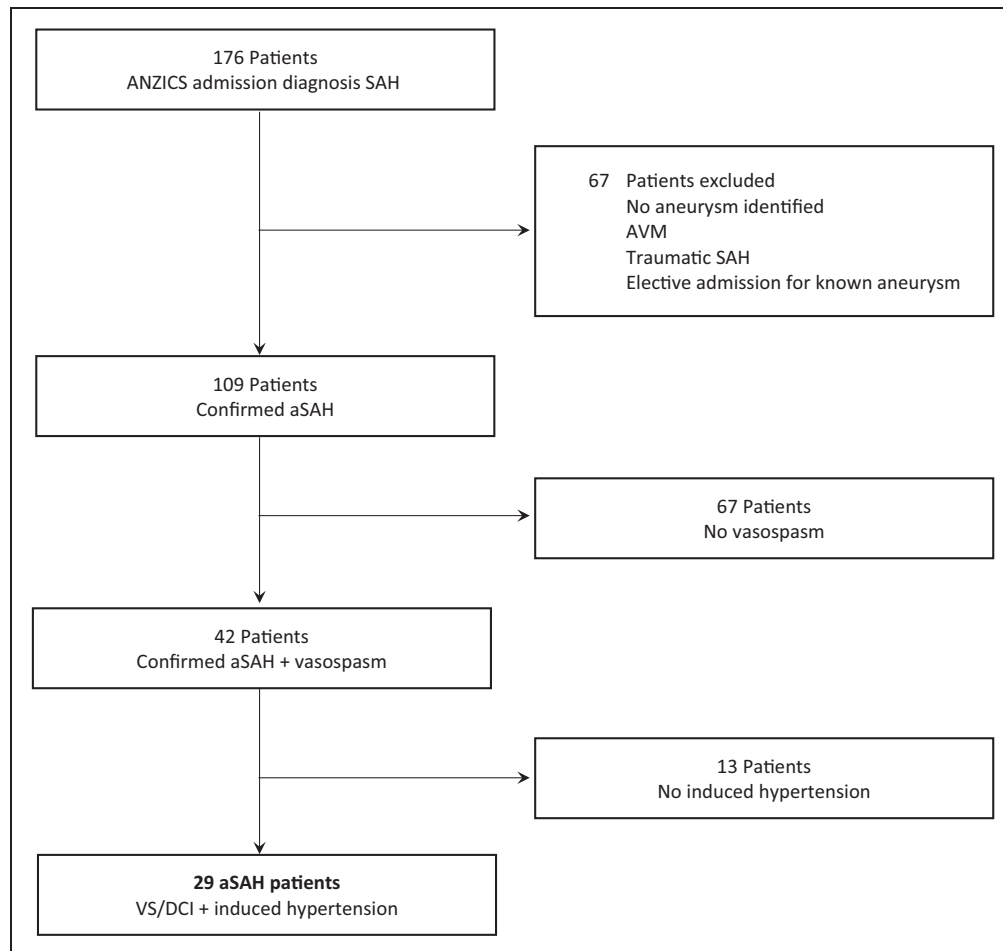 176 Patients
ANZICS admission diagnosis SAH
67 Patients excluded
No aneurysm identified
AVM
Traumatic SAH
Elective admission for known aneurysm
109 Patients
Confirmed aSAH
67 Patients
No vasospasm
42 Patients
Confirmed aSAH + vasospasm
13 Patients
No induced hypertension
29 aSAH patients
VS/DCI + induced hypertension